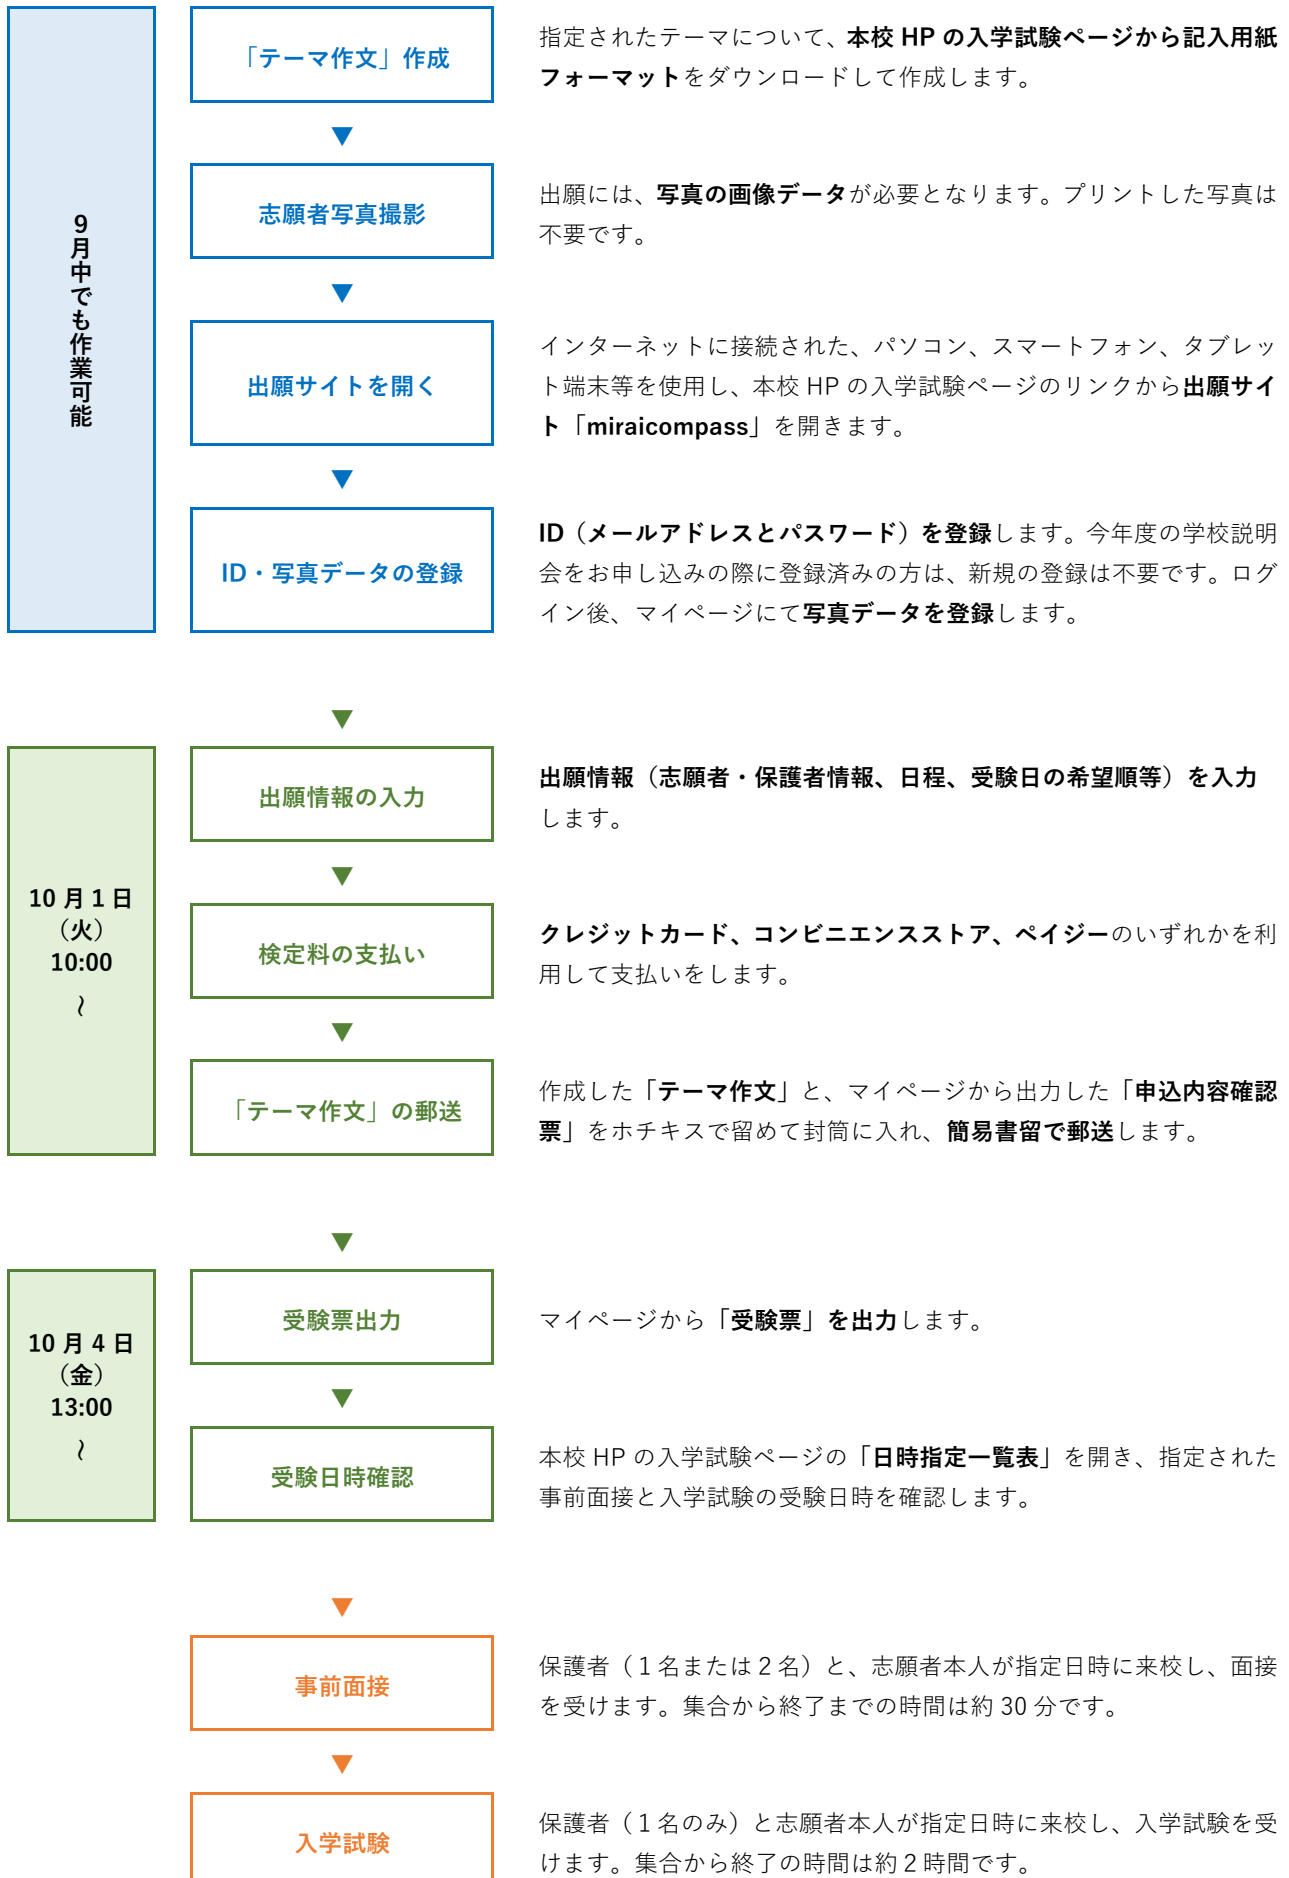 9月中でも作業可能
「テーマ作文」作成
指定されたテーマについて、本校 HP の入学試験ページから記入用紙
フォーマットをダウンロードして作成します。
▼
志願者写真撮影
出願には、写真の画像データが必要となります。プリントした写真は
不要です。
▼
出願サイトを開く
インターネットに接続された、パソコン、スマートフォン、タブレッ
ト端末等を使用し、本校 HP の入学試験ページのリンクから出願サイ
ト「miraicompass」を開きます。
▼
ID・写真データの登録
ID（メールアドレスとパスワード）を登録します。今年度の学校説明
会をお申し込みの際に登録済みの方は、新規の登録は不要です。ログ
イン後、マイページにて写真データを登録します。
▼
10 月 1 日
（火）
10:00
～
出願情報の入力
出願情報（志願者・保護者情報、日程、受験日の希望順等）を入力
します。
▼
検定料の支払い
クレジットカード、コンビニエンスストア、ペイジーのいずれかを利
用して支払いをします。
▼
「テーマ作文」の郵送
作成した「テーマ作文」と、マイページから出力した「申込内容確認
票」をホチキスで留めて封筒に入れ、簡易書留で郵送します。
▼
10 月 4 日
（金）
13:00
～
受験票出力
マイページから「受験票」を出力します。
▼
受験日時確認
本校 HP の入学試験ページの「日時指定一覧表」を開き、指定された
事前面接と入学試験の受験日時を確認します。
▼
事前面接
保護者（１名または２名）と、志願者本人が指定日時に来校し、面接
を受けます。集合から終了までの時間は約 30 分です。
▼
入学試験
保護者（１名のみ）と志願者本人が指定日時に来校し、入学試験を受
けます。集合から終了の時間は約２時間です。